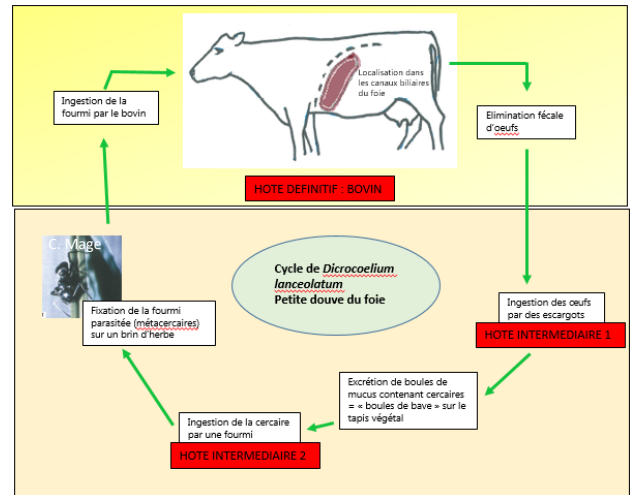 Localisation dans
les canaux biliaires
du foie
Ingestion de la
fourmi par le bovin
Elimination fécale
d'oeufs
HOTE DEFINITIF : BOVIN
C. Mage
Cycle de Dicrocoelium
lanceolatum
Petite douve du foie
Fixation de la fourmi
parasitée (métacercaires)
sur un brin d'herbe
Ingestion des œufs
par des escargots
HOTE INTERMEDIAIRE 1
Excrétion de boules de
mucus contenant cercaires
= « boules de bave » sur le
tapis végétal
Ingestion de la cercaire
par une fourmi
HOTE INTERMEDIAIRE 2